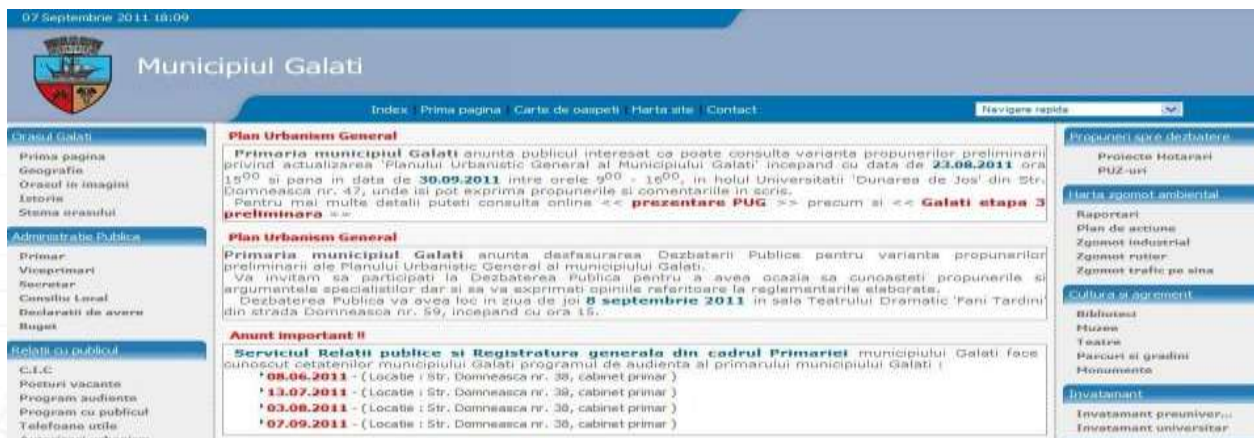 07 Septembrie 2011 18:09
Municipiul Galati
Index Prima pagina Carte de oaspeti Harta site Contact
Navigare rapida
Orasul Galati
Prima pagina
Geografie
Orasul in imagini
Istorie
Stema orasului
Administratie Publica
Primar
Viceprimari
Secretar
Consiliu Local
Declaratii de avere
Buget
Relatii cu publicul
C.I.C
Posturi vacante
Program audiente
Program cu publicul
Telefoane utile
Plan Urbanism General
Primaria municipiul Galati anunta publicul interesat ca poate consulta varianta propunerilor preliminarii
privind actualizarea 'Planului Urbanistic General al Municipiului Galati' incepand cu data de 23.08.2011 ora
15⁰⁰ si pana in data de 30.09.2011 intre orele 9⁰⁰ - 16⁰⁰, in holul Universitatii 'Dunarea de Jos' din Str.
Domneasca nr. 47, unde isi pot exprima propunerile si comentariile in scris.
Pentru mai multe detalii puteti consulta online << prezentare PUG >> precum si << Galati etapa 3
preliminara >>
Plan Urbanism General
Primaria municipiul Galati anunta desfasurarea Dezbaterii Publice pentru varianta propunerilor
preliminarii ale Planului Urbanistic General al municipiului Galati.
Va invitam sa participati la Dezbaterea Publica pentru a avea ocazia sa cunoasteti propunerile si
argumentele specialistilor dar si sa va exprimati opiniile referitoare la reglementarile elaborate.
Dezbaterea Publica va avea loc in ziua de joi 8 septembrie 2011 in sala Teatrului Dramatic 'Fani Tardini'
din strada Domneasca nr. 59, incepand cu ora 15.
Anunt important !!
Serviciul Relatii publice si Registratura generala din cadrul Primariei municipiului Galati face
cunoscut cetatenilor municipiului Galati programul de audienta al primarului municipiului Galati :
08.06.2011 - ( Locatie : Str. Domneasca nr. 38, cabinet primar )
13.07.2011 - ( Locatie : Str. Domneasca nr. 38, cabinet primar )
03.08.2011 - ( Locatie : Str. Domneasca nr. 38, cabinet primar )
07.09.2011 - ( Locatie : Str. Domneasca nr. 38, cabinet primar )
Propuneri spre dezbatere
Proiecte Hotarari
PUZ-uri
Harta zgomot ambiental
Raportari
Plan de actiune
Zgomot industrial
Zgomot rutier
Zgomot trafic pe sina
Cultura si agrement
Biblioteci
Muzee
Teatre
Parcuri si gradini
Monumente
Invatamant
Invatamant preuniver...
Invatamant universitar